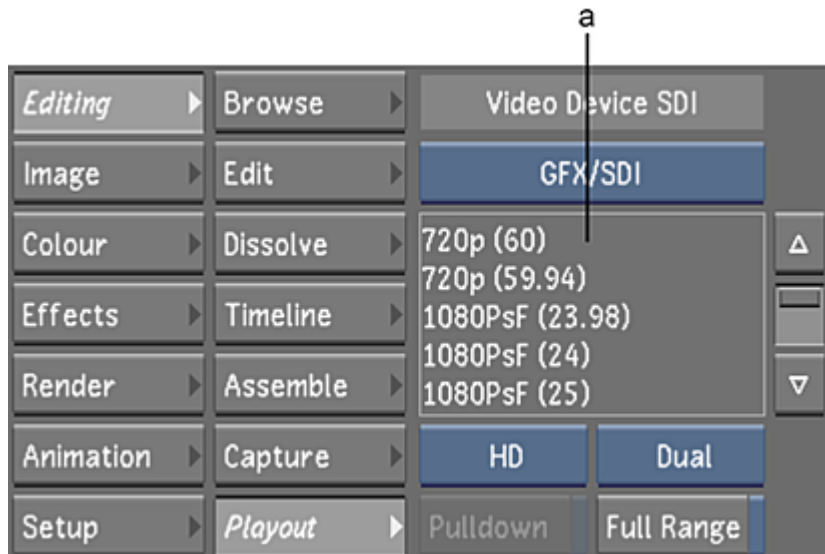 a
Editing
Browse
Video Device SDI
Image
Edit
GFX/SDI
Colour
Dissolve
720p (60)
720p (59.94)
Effects
Timeline
1080PsF (23.98)
1080PsF (24)
Render
Assemble
1080PsF (25)
Animation
Capture
HD
Dual
Setup
Playout
Pulldown
Full Range